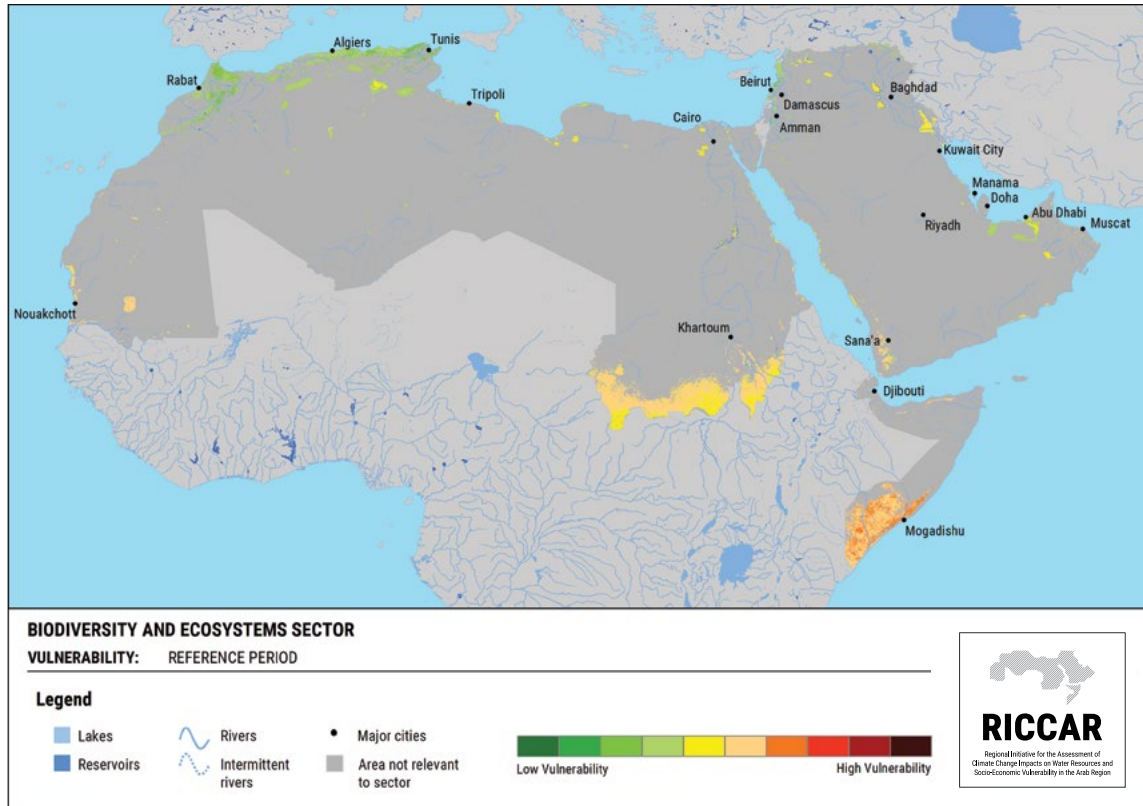 Algiers
Tunis
Rabat
Tripoli
Beirut
Baghdad
Damascus
Cairo
Amman
Kuwait City
Manama
Doha
Abu Dhabi
Riyadh
Muscat
Nouakchott
Khartoum
Sana'a
Djibouti
Mogadishu
BIODIVERSITY AND ECOSYSTEMS SECTOR
VULNERABILITY: REFERENCE PERIOD
Legend
Lakes
Reservoirs
Rivers
Intermittent
rivers
Major cities
Area not relevant
to sector
Low Vulnerability
High Vulnerability
RICCAR
Regional Initiative for the Assessment of
Climate Change Impacts on Water Resources and
Socio-Economic Vulnerability in the Arab Region